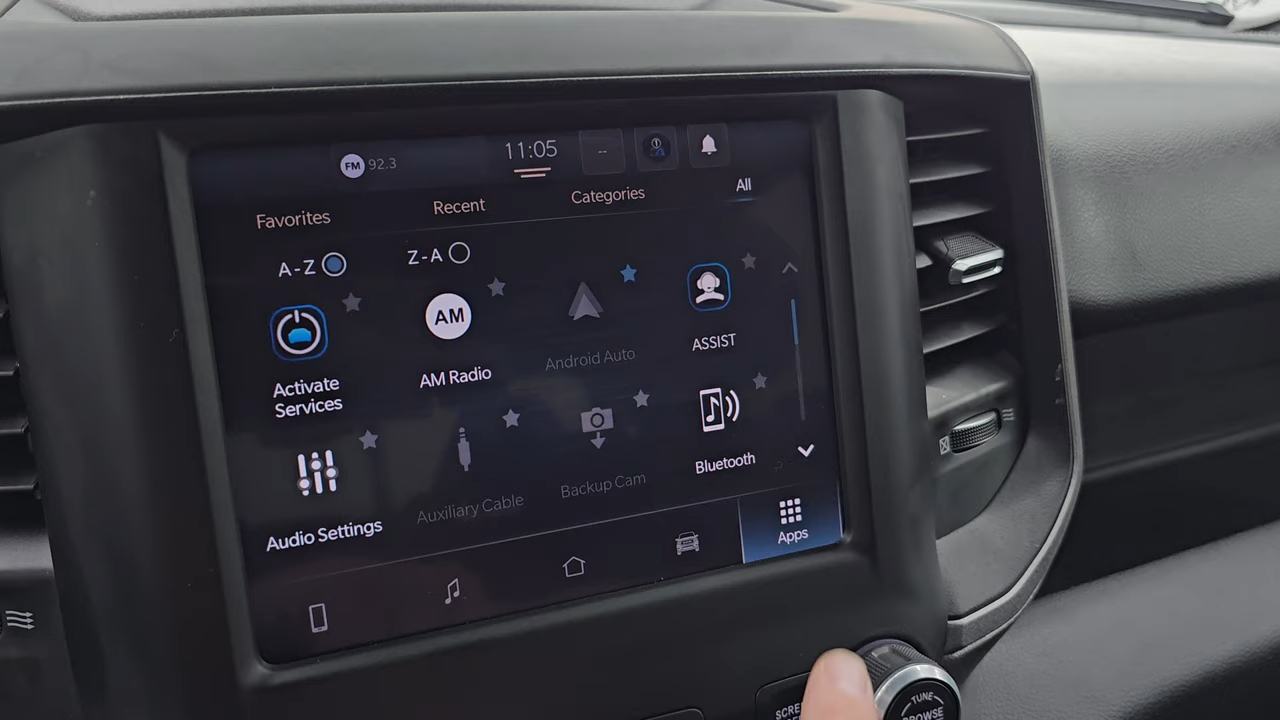 FM 92.3
11:05
--
Favorites
Recent
Categories
All
A-Z
Z-A
Activate
Services
AM
AM Radio
Android Auto
ASSIST
Audio Settings
Auxiliary Cable
Backup Cam
Bluetooth
Apps
TUNE
BROWSE